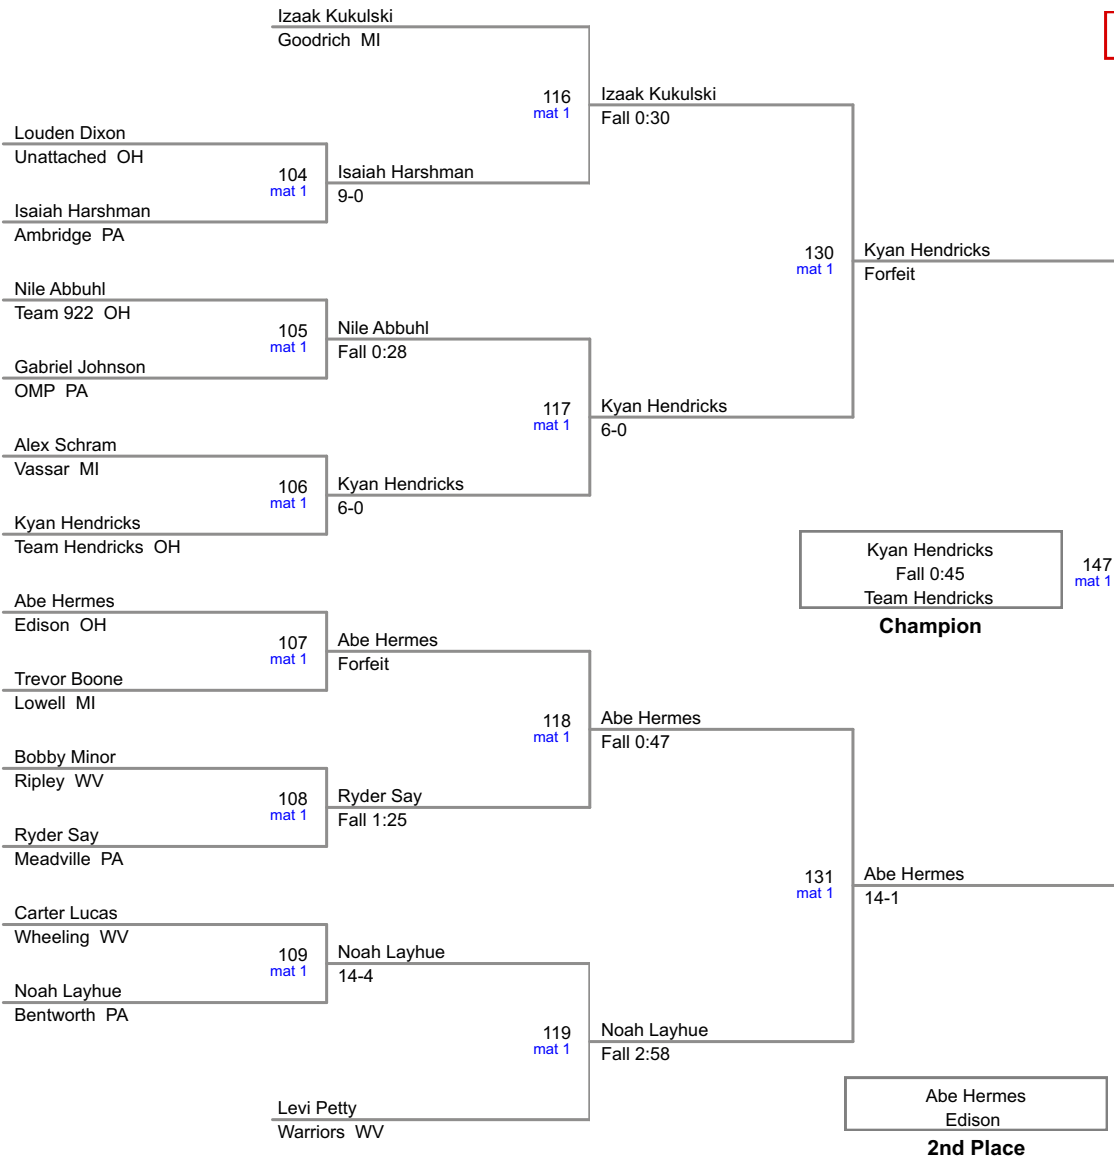 Izaak Kukulski
Goodrich MI
116
mat 1
Izaak Kukulski
Fall 0:30
Louden Dixon
Unattached OH
104
mat 1
Isaiah Harshman
9-0
Isaiah Harshman
Ambridge PA
130
mat 1
Kyan Hendricks
Forfeit
Nile Abbuhl
Team 922 OH
105
mat 1
Nile Abbuhl
Fall 0:28
Gabriel Johnson
OMP PA
117
mat 1
Kyan Hendricks
6-0
Alex Schram
Vassar MI
106
mat 1
Kyan Hendricks
6-0
Kyan Hendricks
Team Hendricks OH
Kyan Hendricks
Fall 0:45
Team Hendricks
147
mat 1
Champion
Abe Hermes
Edison OH
107
mat 1
Abe Hermes
Forfeit
Trevor Boone
Lowell MI
118
mat 1
Abe Hermes
Fall 0:47
Bobby Minor
Ripley WV
108
mat 1
Ryder Say
Fall 1:25
Ryder Say
Meadville PA
131
mat 1
Abe Hermes
14-1
Carter Lucas
Wheeling WV
109
mat 1
Noah Layhue
14-4
Noah Layhue
Bentworth PA
119
mat 1
Noah Layhue
Fall 2:58
Levi Petty
Warriors WV
Abe Hermes
Edison
2nd Place